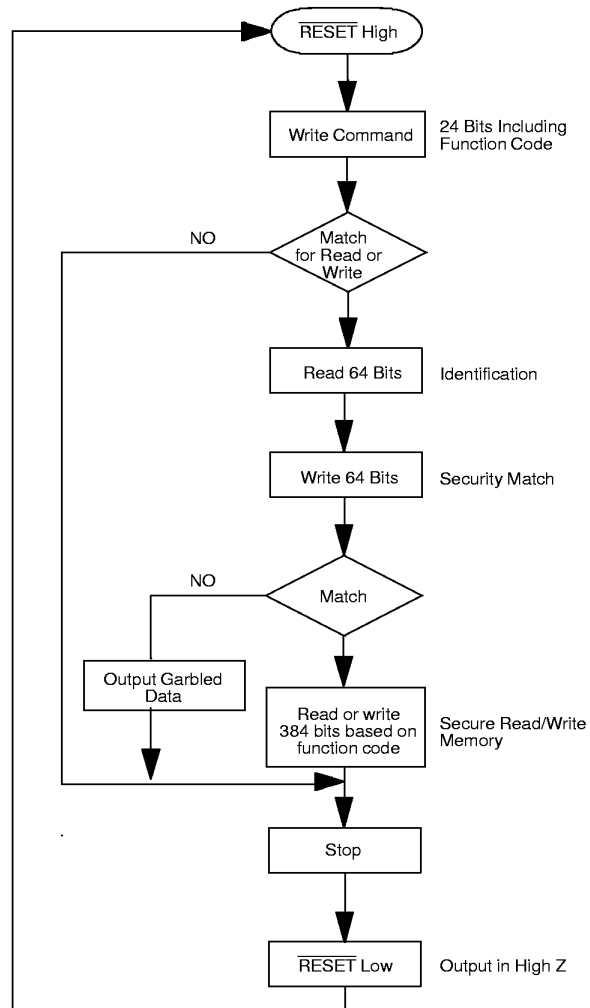 RESET High
Write Command
24 Bits Including
Function Code
NO
Match
for Read or
Write
Read 64 Bits
Identification
Write 64 Bits
Security Match
NO
Match
Output Garbled
Data
Read or write
384 bits based on
function code
Secure Read/Write
Memory
Stop
RESET Low
Output in High Z